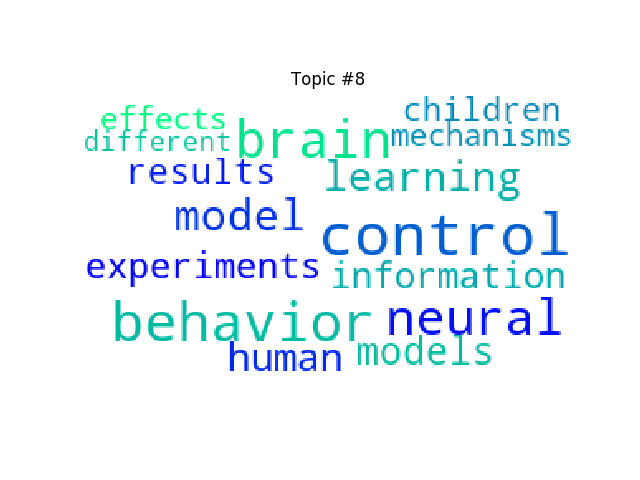 Topic #8
effects children
different brain mechanisms
results learning
model control
experiments information
behavior neural
human models